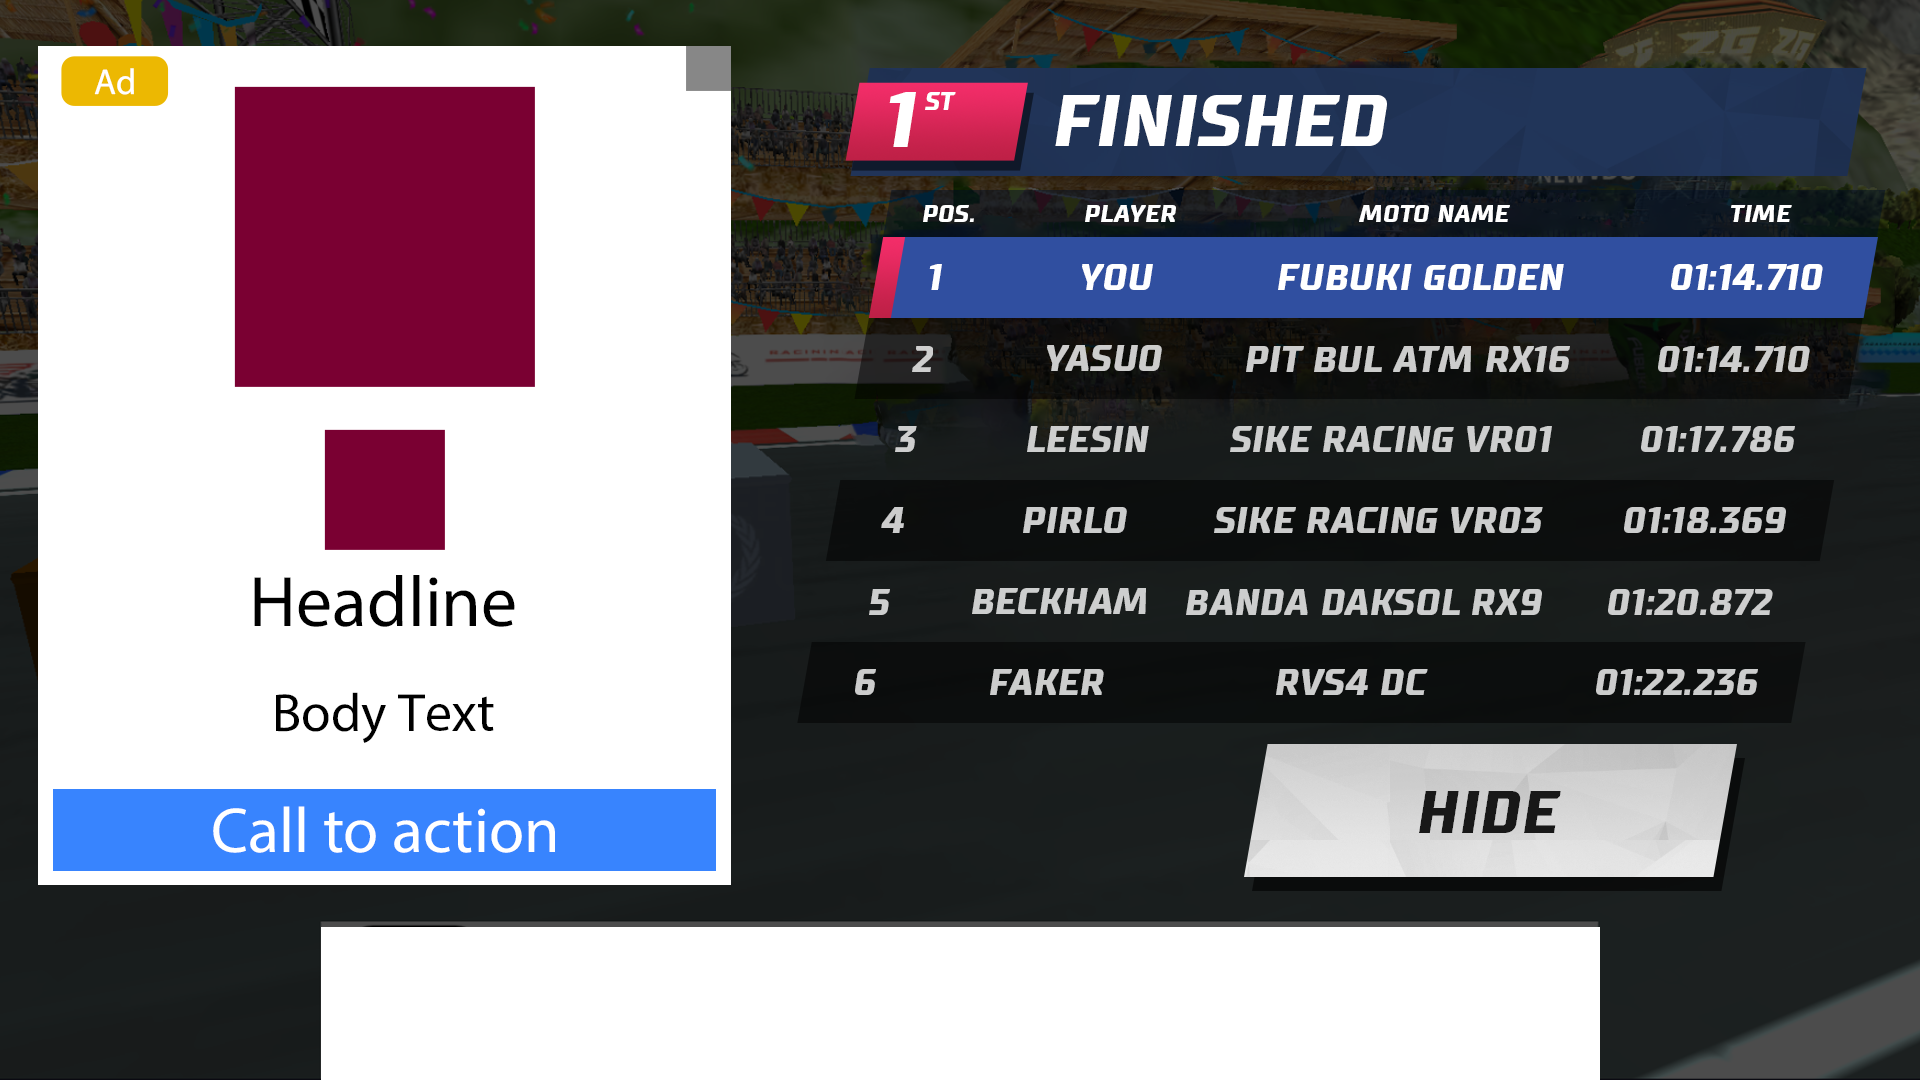 Ad
Headline
Body Text
Call to action
1ST FINISHED
POS. PLAYER MOTO NAME TIME
1 YOU FUBUKI GOLDEN 01:14.710
2 YASUO PIT BUL ATM RX16 01:14.710
3 LEESIN SIKE RACING VR01 01:17.786
4 PIRLO SIKE RACING VR03 01:18.369
5 BECKHAM BANDA DAKSOL RX9 01:20.872
6 FAKER RVS4 DC 01:22.236
HIDE
ZG ZG ZG